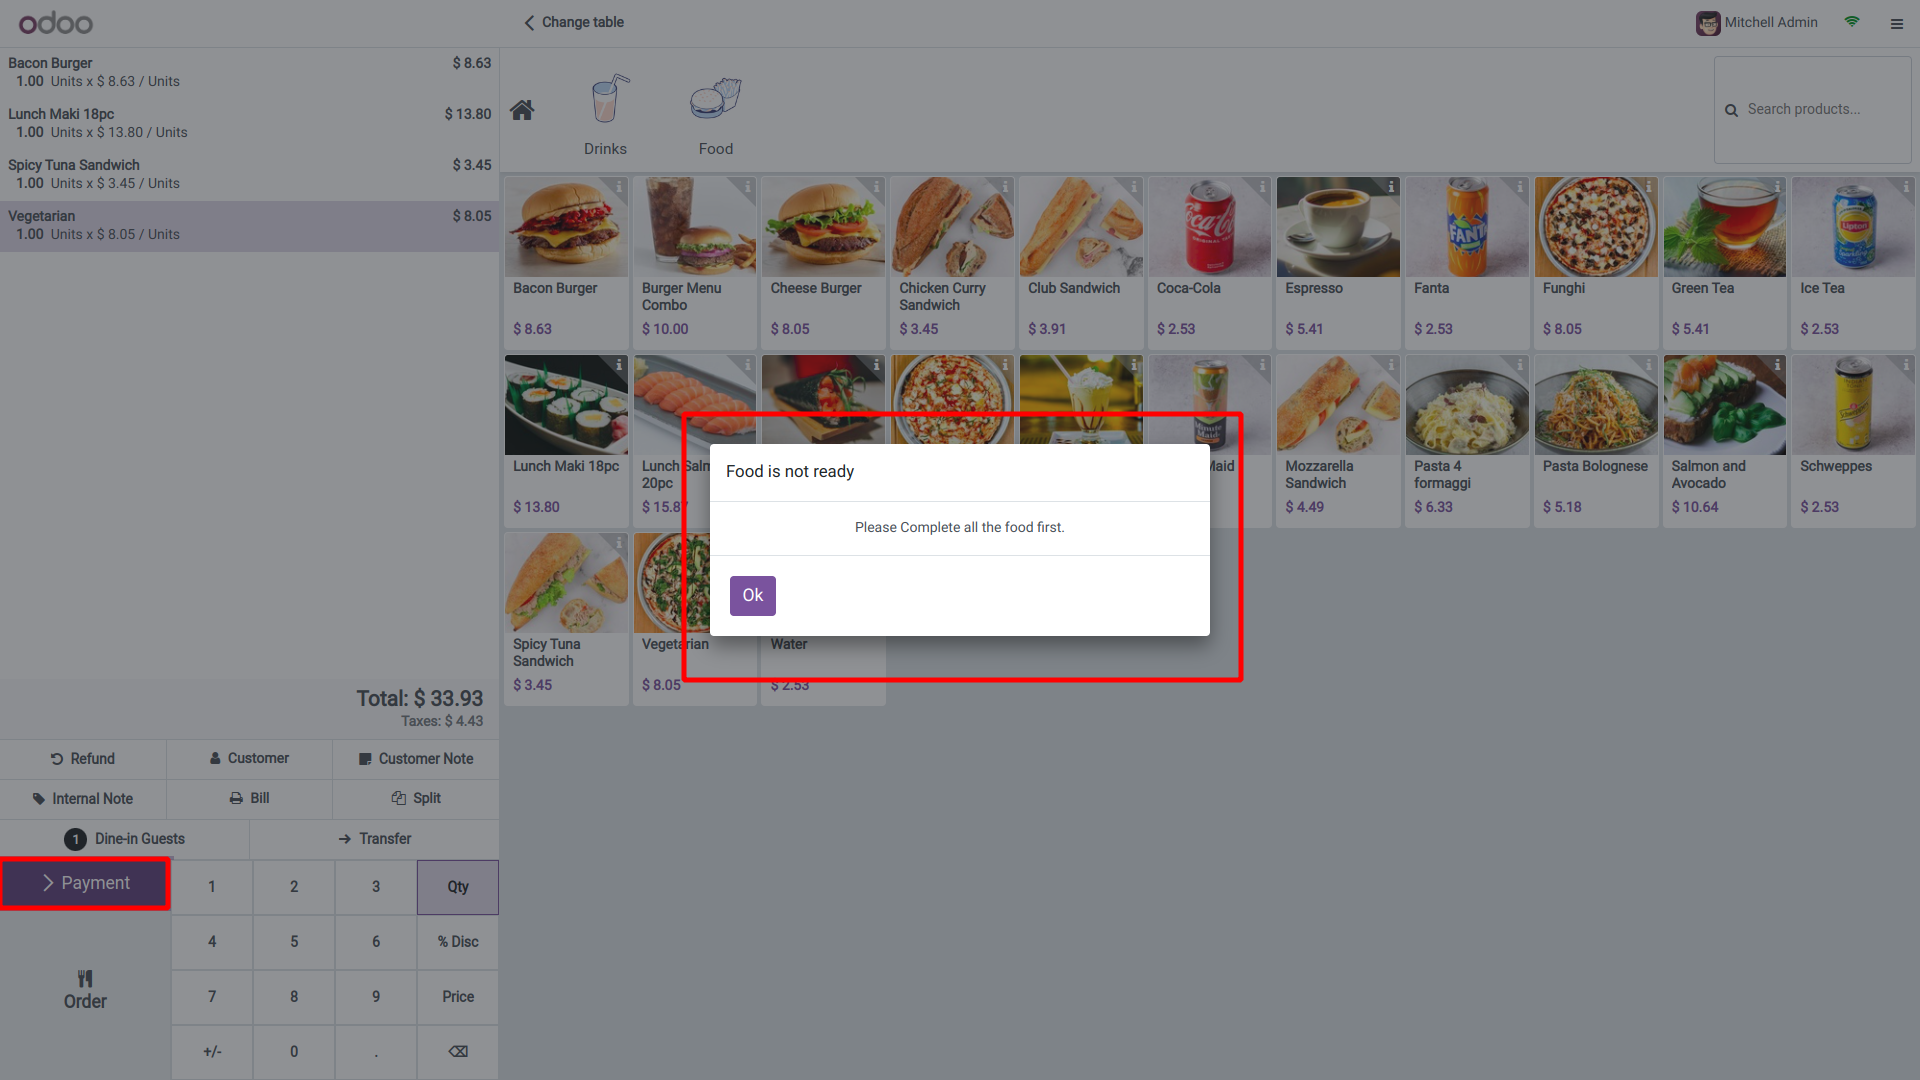 odoo
Change table
Mitchell Admin
Bacon Burger $ 8.63
1.00 Units x $ 8.63 / Units
Lunch Maki 18pc $ 13.80
1.00 Units x $ 13.80 / Units
Spicy Tuna Sandwich $ 3.45
1.00 Units x $ 3.45 / Units
Vegetarian $ 8.05
1.00 Units x $ 8.05 / Units
Drinks
Food
Search products...
Bacon Burger
$ 8.63
Burger Menu
Combo
$ 10.00
Cheese Burger
$ 8.05
Chicken Curry
Sandwich
$ 3.45
Club Sandwich
$ 3.91
Coca-Cola
$ 2.53
Espresso
$ 5.41
FANTA
Fanta
$ 2.53
Funghi
$ 8.05
Green Tea
$ 5.41
Lipton
Ice Tea
$ 2.53
Lunch Maki 18pc
$ 13.80
Lunch Salm
20pc
$ 15.87
Minute
Maid
Maid
Mozzarella
Sandwich
$ 4.49
Pasta 4
formaggi
$ 6.33
Pasta Bolognese
$ 5.18
Salmon and
Avocado
$ 10.64
Schweppes
Schweppes
$ 2.53
Spicy Tuna
Sandwich
$ 3.45
Vegetarian
$ 8.05
Water
$ 2.53
Food is not ready
Please Complete all the food first.
Ok
Total: $ 33.93
Taxes: $ 4.43
Refund
Customer
Customer Note
Internal Note
Bill
Split
1 Dine-in Guests
Transfer
Payment
1 2 3 Qty
4 5 6 % Disc
Order
7 8 9 Price
+/- 0 .